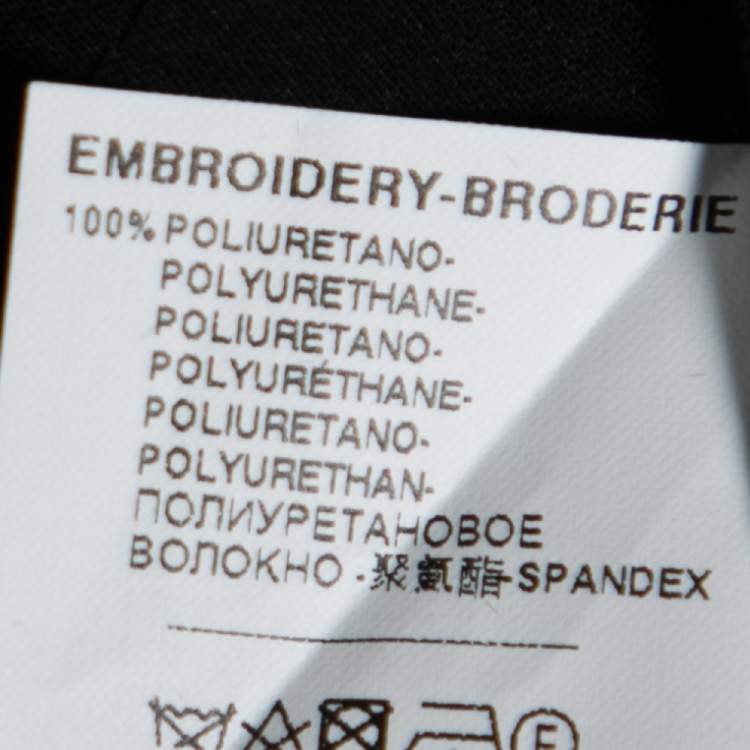 EMBROIDERY-BRODERIE
100% POLIURETANO-
POLYURETHANE-
POLIURETANO-
POLYURÉTHANE-
POLIURETANO-
POLYURETHAN-
ПОЛИУРЕТАНОВОЕ
ВОЛОКНО -聚氨酯-SPANDEX
F